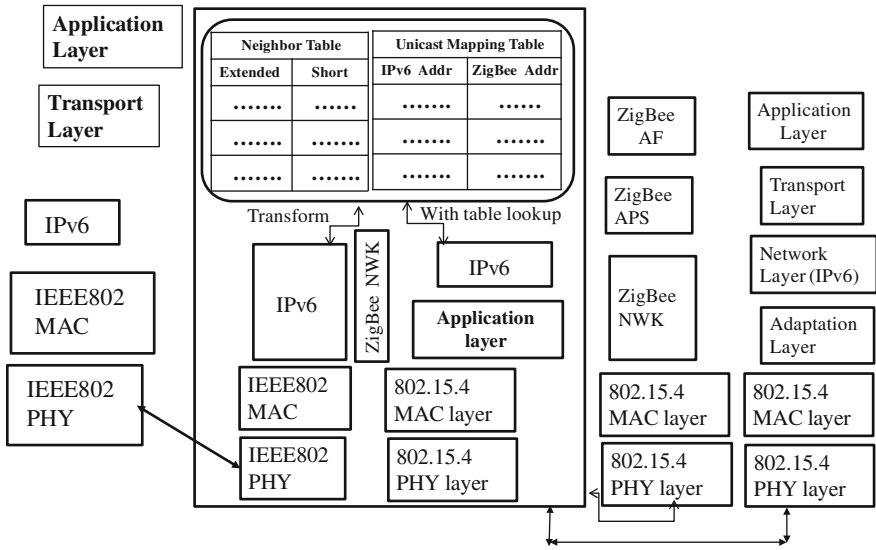 Application
Layer
Transport
Layer
IPv6
IEEE802
MAC
IEEE802
PHY
Neighbor Table
Extended Short
....... ......
....... .......
....... .......
Unicast Mapping Table
IPv6 Addr ZigBee Addr
....... ......
....... .......
....... .......
Transform
With table lookup
IPv6
ZigBee NWK
IPv6
Application
layer
IEEE802
MAC
802.15.4
MAC layer
IEEE802
PHY
802.15.4
PHY layer
ZigBee
AF
ZigBee
APS
ZigBee
NWK
802.15.4
MAC layer
802.15.4
PHY layer
Application
Layer
Transport
Layer
Network
Layer (IPv6)
Adaptation
Layer
802.15.4
MAC layer
802.15.4
PHY layer